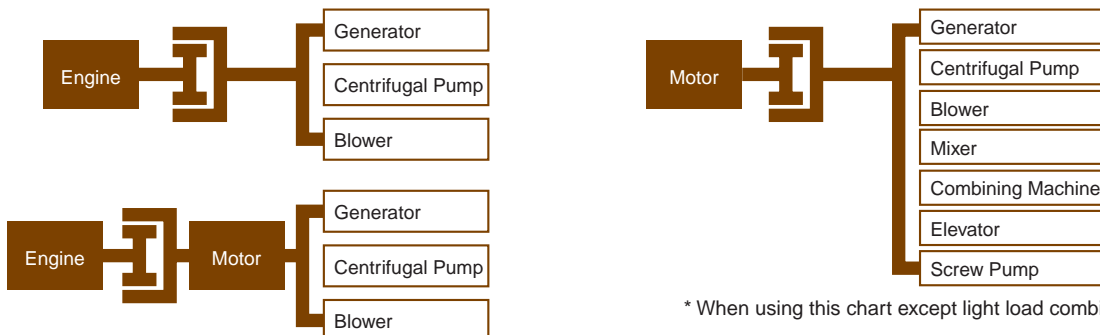 Engine
Generator
Centrifugal Pump
Blower
Engine
Motor
Generator
Centrifugal Pump
Blower
Motor
Generator
Centrifugal Pump
Blower
Mixer
Combining Machine
Elevator
Screw Pump
* When using this chart except light load